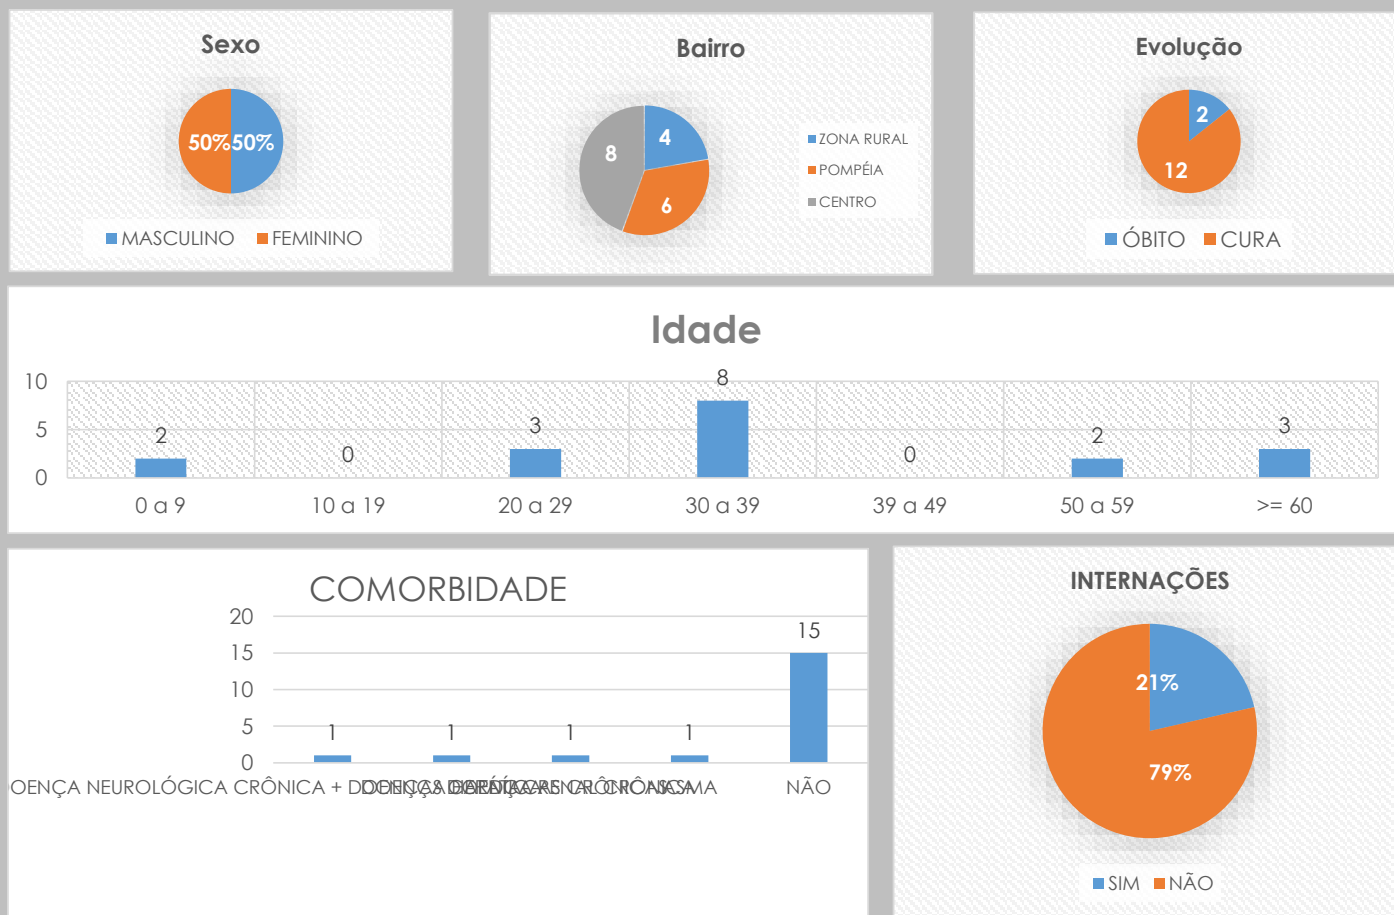 Sexo
50% 50%
MASCULINO FEMININO
Bairro
4
8
6
ZONA RURAL
POMPÉIA
CENTRO
Evolução
2
12
ÓBITO CURA
Idade
10
5
0
2 0 3 8 0 2 3
0 a 9 10 a 19 20 a 29 30 a 39 39 a 49 50 a 59 >= 60
COMORBIDADE
20
15
10
5
0
1 1 1 1 15
OENÇA NEUROLÓGICA CRÔNICA + NÃO
INTERNAÇÕES
21%
79%
SIM NÃO